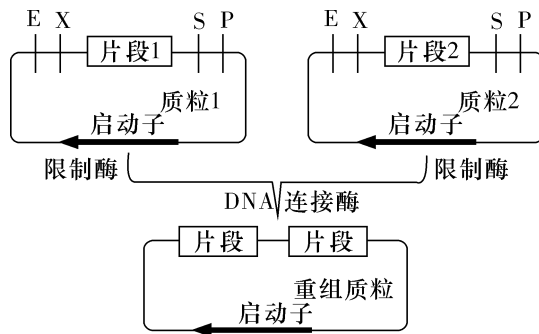 E X 片段1 S P
质粒1
启动子
限制酶
E X 片段2 S P
质粒2
启动子
限制酶
DNA连接酶
片段 片段
重组质粒
启动子